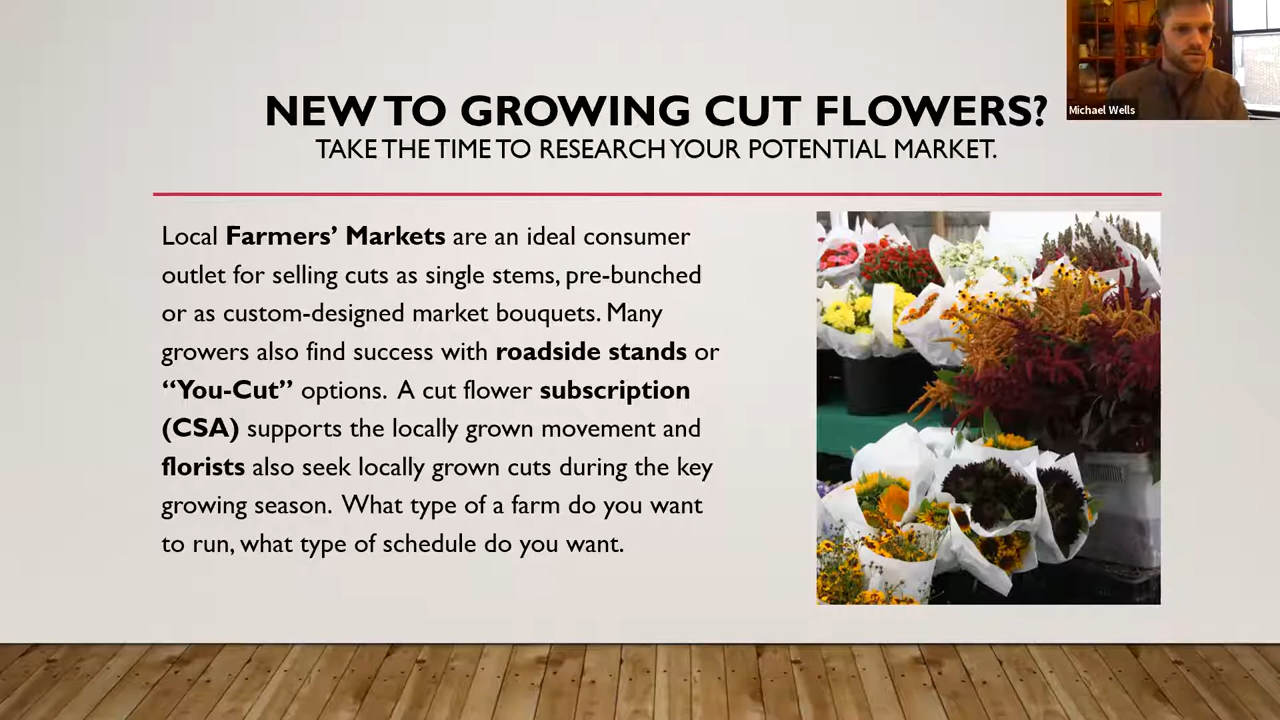 NEW TO GROWING CUT FLOWERS?
TAKE THE TIME TO RESEARCH YOUR POTENTIAL MARKET.
Michael Wells
Local Farmers’ Markets are an ideal consumer
outlet for selling cuts as single stems, pre-bunched
or as custom-designed market bouquets. Many
growers also find success with roadside stands or
“You-Cut” options.  A cut flower subscription
(CSA) supports the locally grown movement and
florists also seek locally grown cuts during the key
growing season.  What type of a farm do you want
to run, what type of schedule do you want.